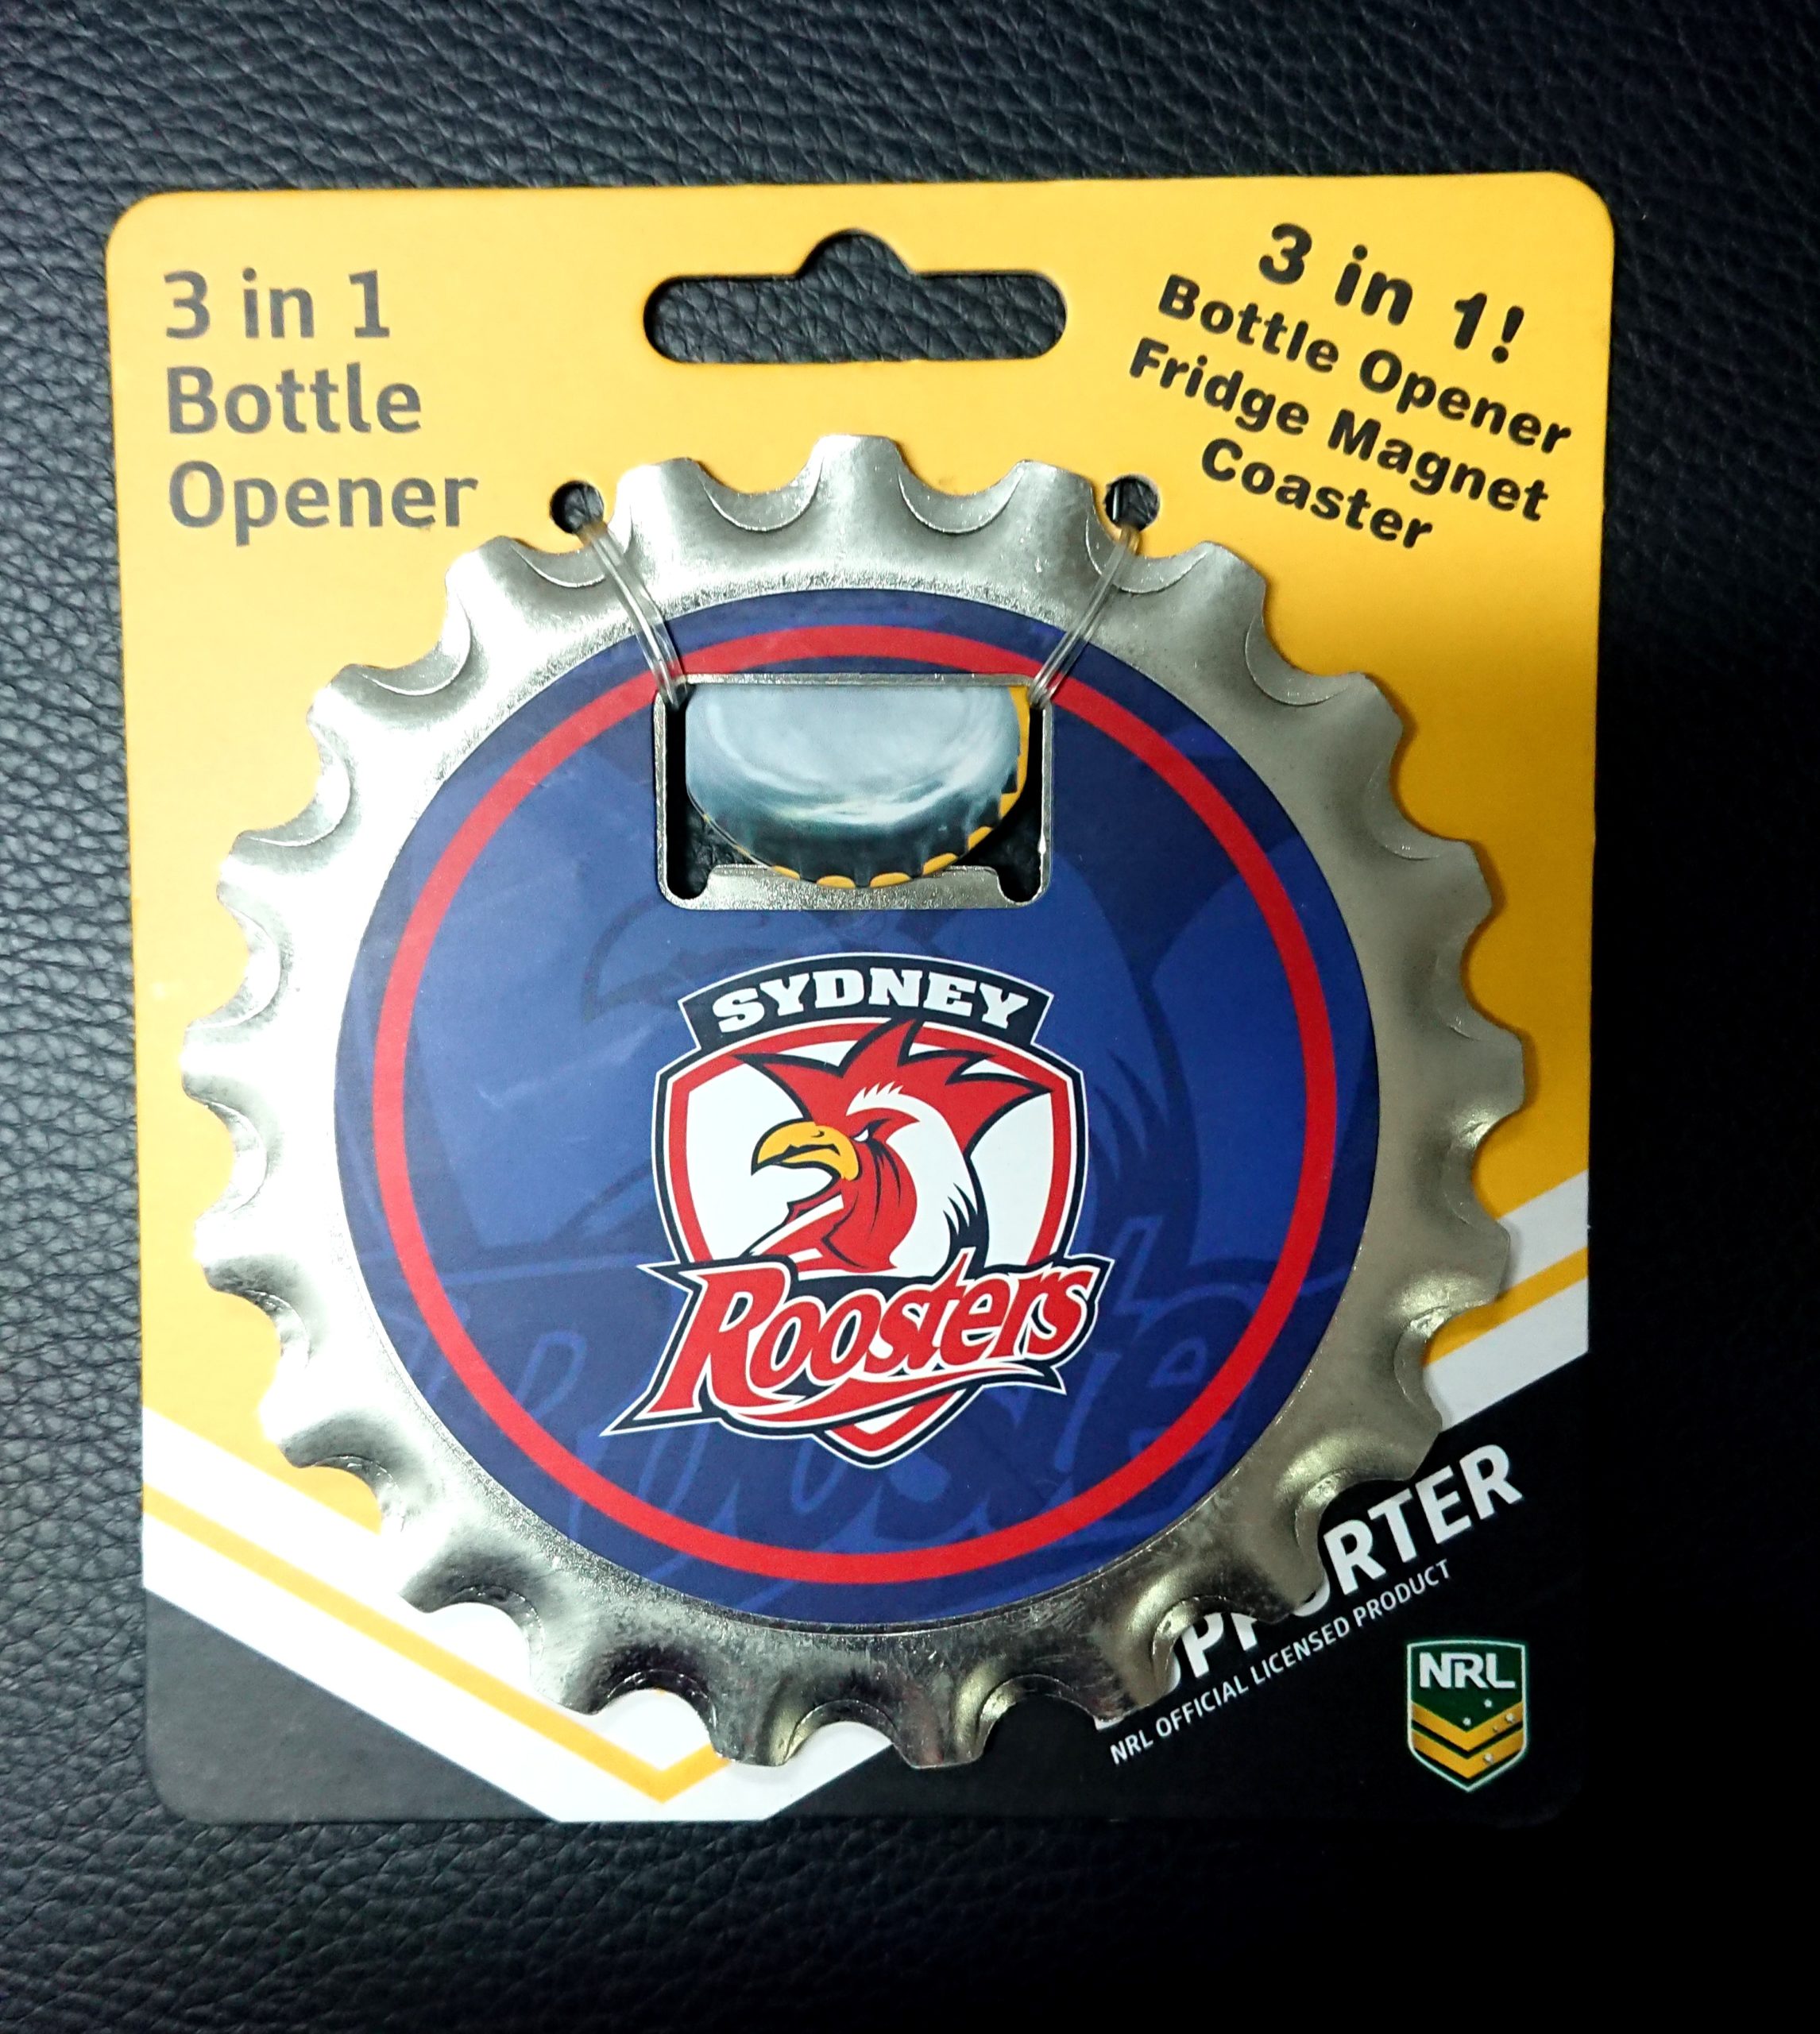 3 in 1
Bottle
Opener
3 in 1!
Bottle Opener
Fridge Magnet
Coaster
SYDNEY
Roosters
NRL OFFICIAL LICENSED PRODUCT
NRL